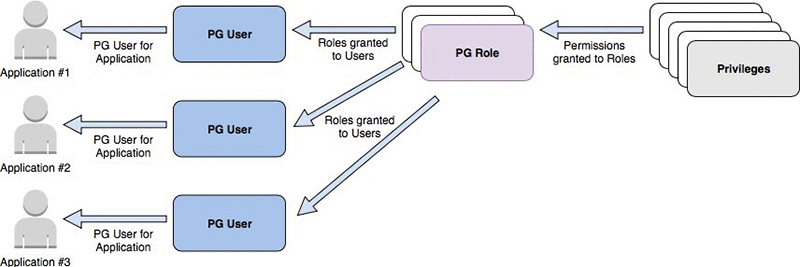 PG User
PG User for
Application
Application #1
Roles granted
to Users
PG Role
Permissions
granted to Roles
Privileges
PG User
PG User for
Application
Application #2
Roles granted
to Users
PG User
PG User for
Application
Application #3